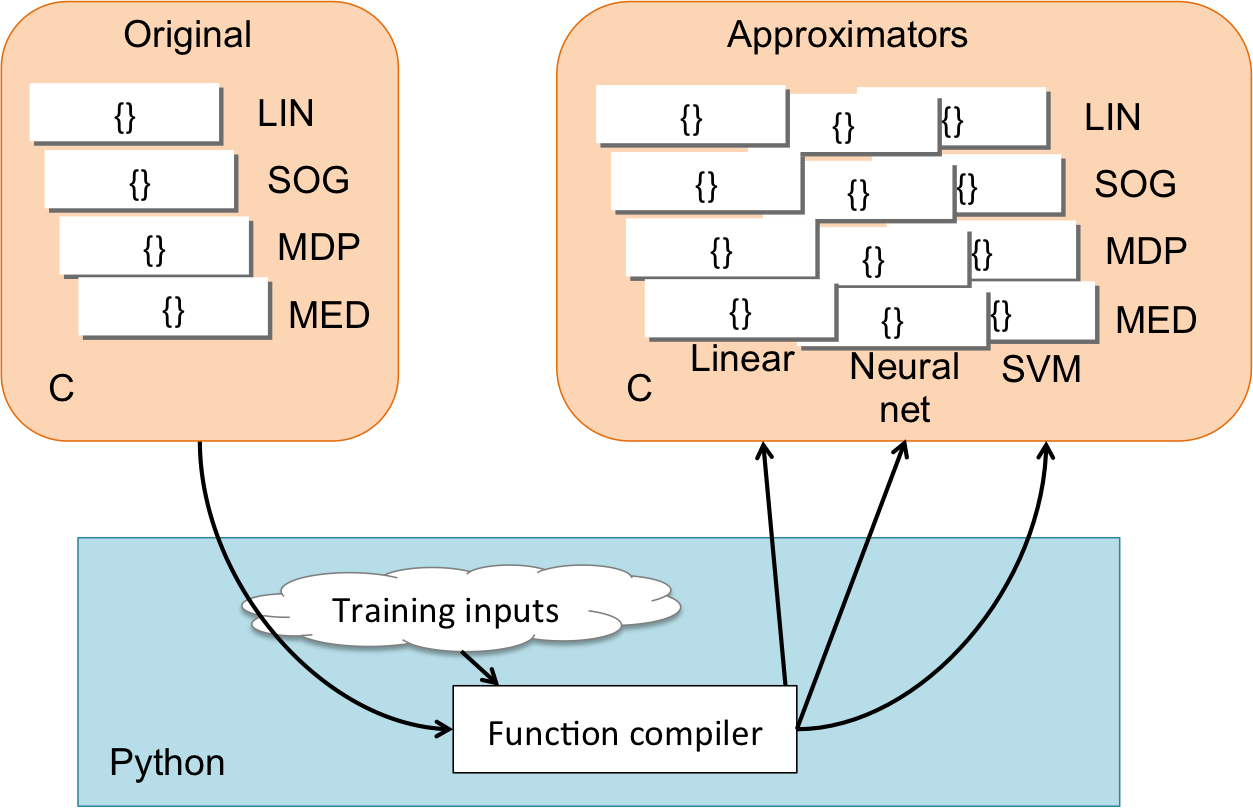 Original
{} LIN
{} SOG
{} MDP
{} MED
C
Approximators
{} {} {} LIN
{} {} {} SOG
{} {} {} MDP
{} {} {} MED
Linear Neural SVM
net
C
Training inputs
Function compiler
Python